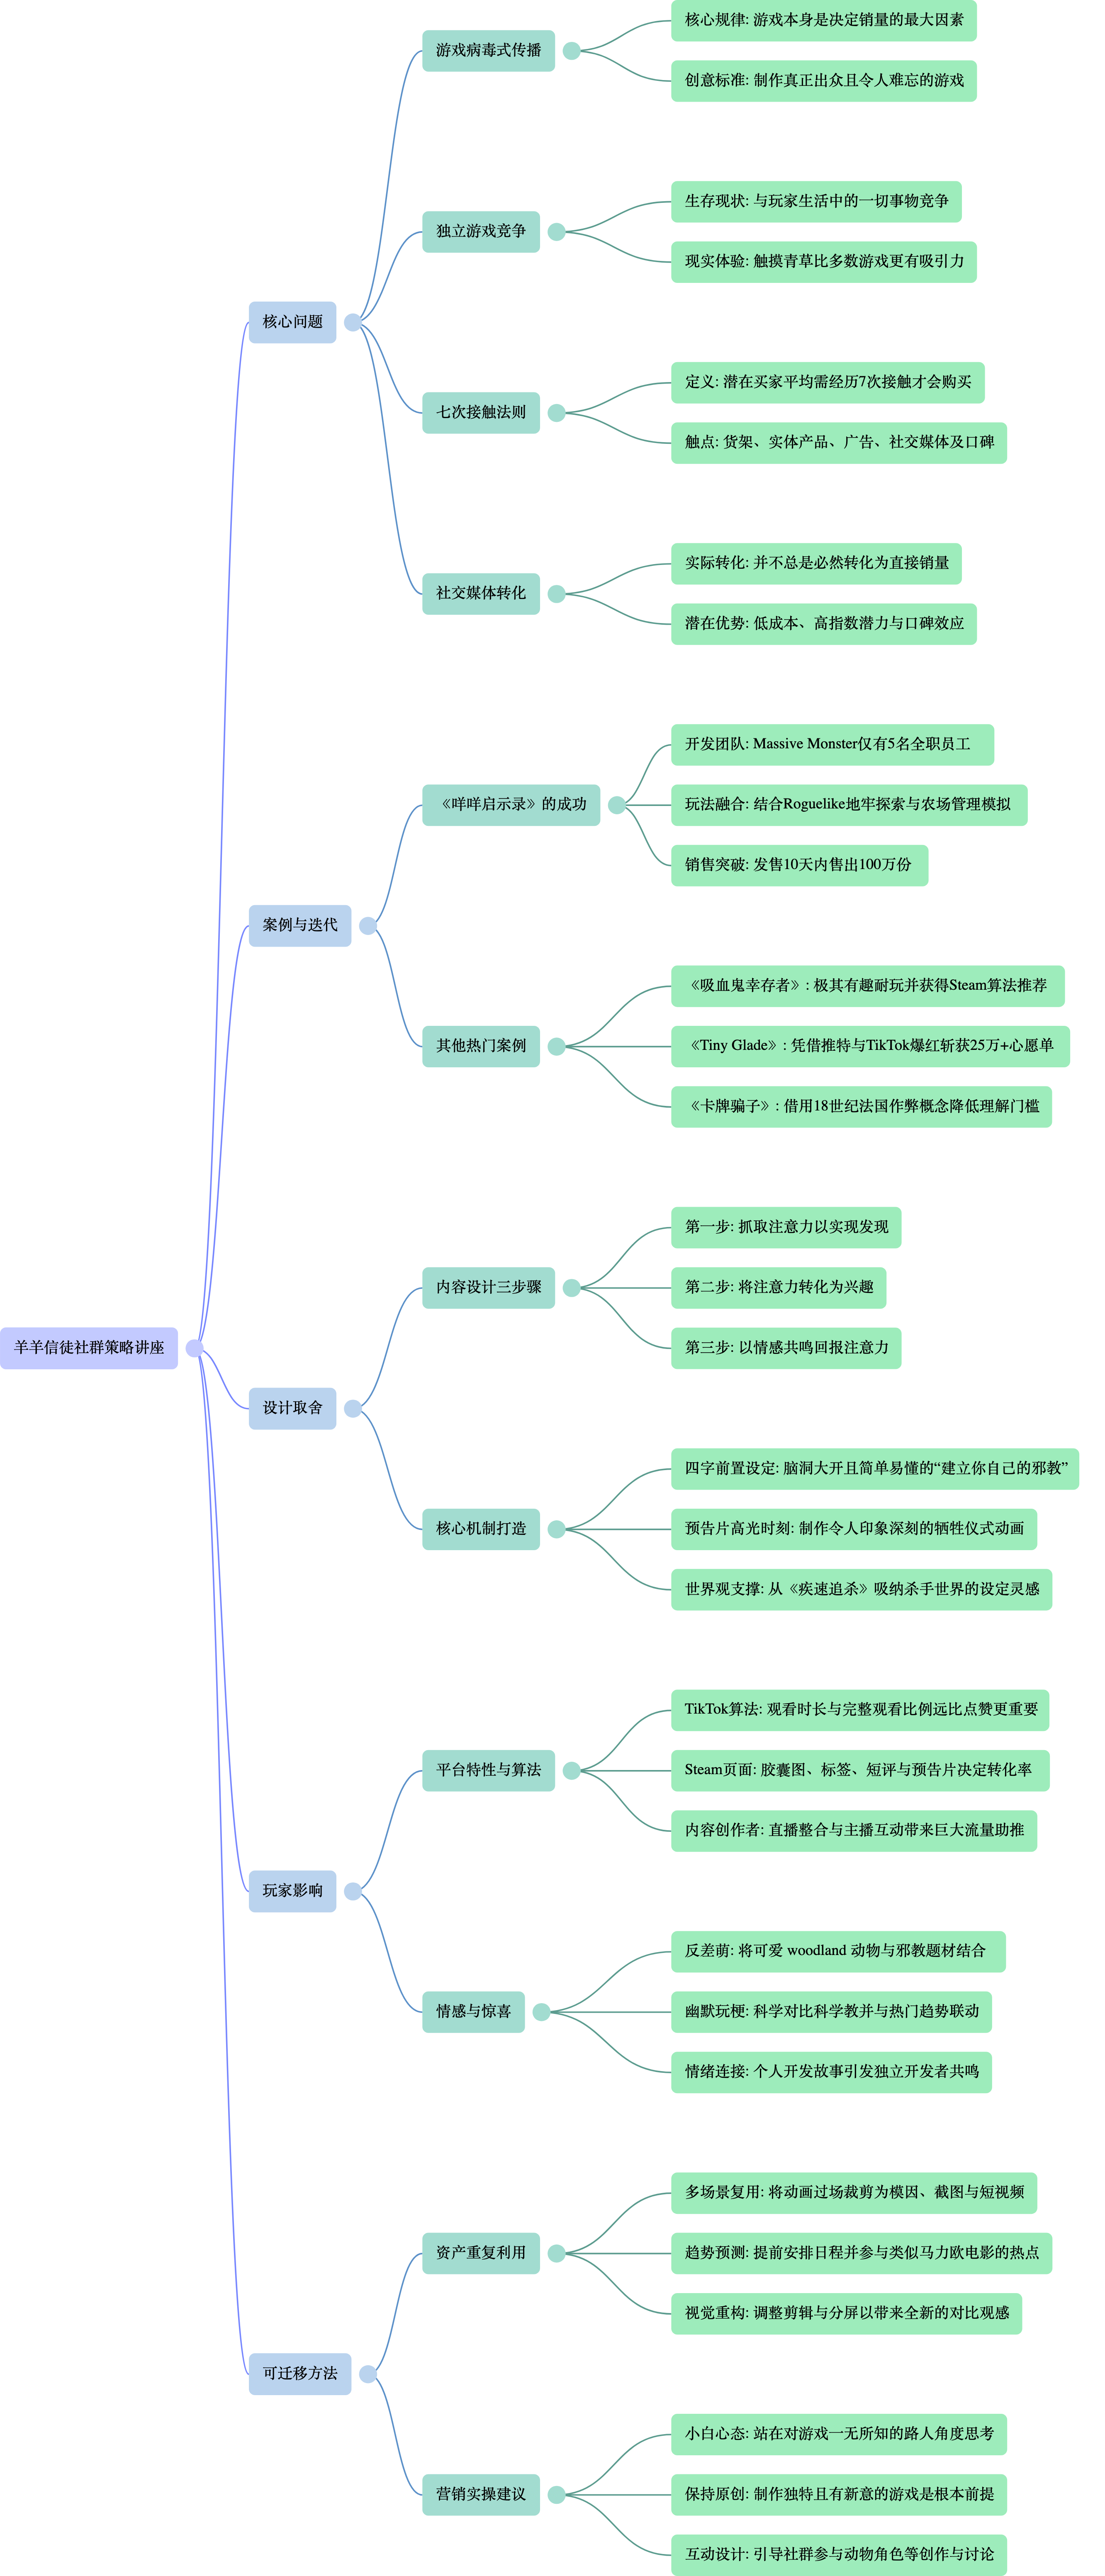 羊羊信徒社群策略讲座
核心问题
游戏病毒式传播
核心规律: 游戏本身是决定销量的最大因素
创意标准: 制作真正出众且令人难忘的游戏
独立游戏竞争
生存现状: 与玩家生活中的一切事物竞争
现实体验: 触摸青草比多数游戏更有吸引力
七次接触法则
定义: 潜在买家平均需经历7次接触才会购买
触点: 货架、实体产品、广告、社交媒体及口碑
社交媒体转化
实际转化: 并不总是必然转化为直接销量
潜在优势: 低成本、高指数潜力与口碑效应
案例与迭代
《咩咩启示录》的成功
开发团队: Massive Monster仅有5名全职员工
玩法融合: 结合Roguelike地牢探索与农场管理模拟
销售突破: 发售10天内售出100万份
其他热门案例
《吸血鬼幸存者》: 极其有趣耐玩并获得Steam算法推荐
《Tiny Glade》: 凭借推特与TikTok爆红斩获25万+心愿单
《卡牌骗子》: 借用18世纪法国作弊概念降低理解门槛
设计取舍
内容设计三步骤
第一步: 抓取注意力以实现发现
第二步: 将注意力转化为兴趣
第三步: 以情感共鸣回报注意力
核心机制打造
四字前置设定: 脑洞大开且简单易懂的“建立你自己的邪教”
预告片高光时刻: 制作令人印象深刻的牺牲仪式动画
世界观支撑: 从《疾速追杀》吸纳杀手世界的设定灵感
玩家影响
平台特性与算法
TikTok算法: 观看时长与完整观看比例远比点赞更重要
Steam页面: 胶囊图、标签、短评与预告片决定转化率
内容创作者: 直播整合与主播互动带来巨大流量助推
情感与惊喜
反差萌: 将可爱 woodland 动物与邪教题材结合
幽默玩梗: 科学对比科学教并与热门趋势联动
情绪连接: 个人开发故事引发独立开发者共鸣
可迁移方法
资产重复利用
多场景复用: 将动画过场裁剪为模因、截图与短视频
趋势预测: 提前安排日程并参与类似马力欧电影的热点
视觉重构: 调整剪辑与分屏以带来全新的对比观感
营销实操建议
小白心态: 站在对游戏一无所知的路人角度思考
保持原创: 制作独特且有新意的游戏是根本前提
互动设计: 引导社群参与动物角色等创作与讨论